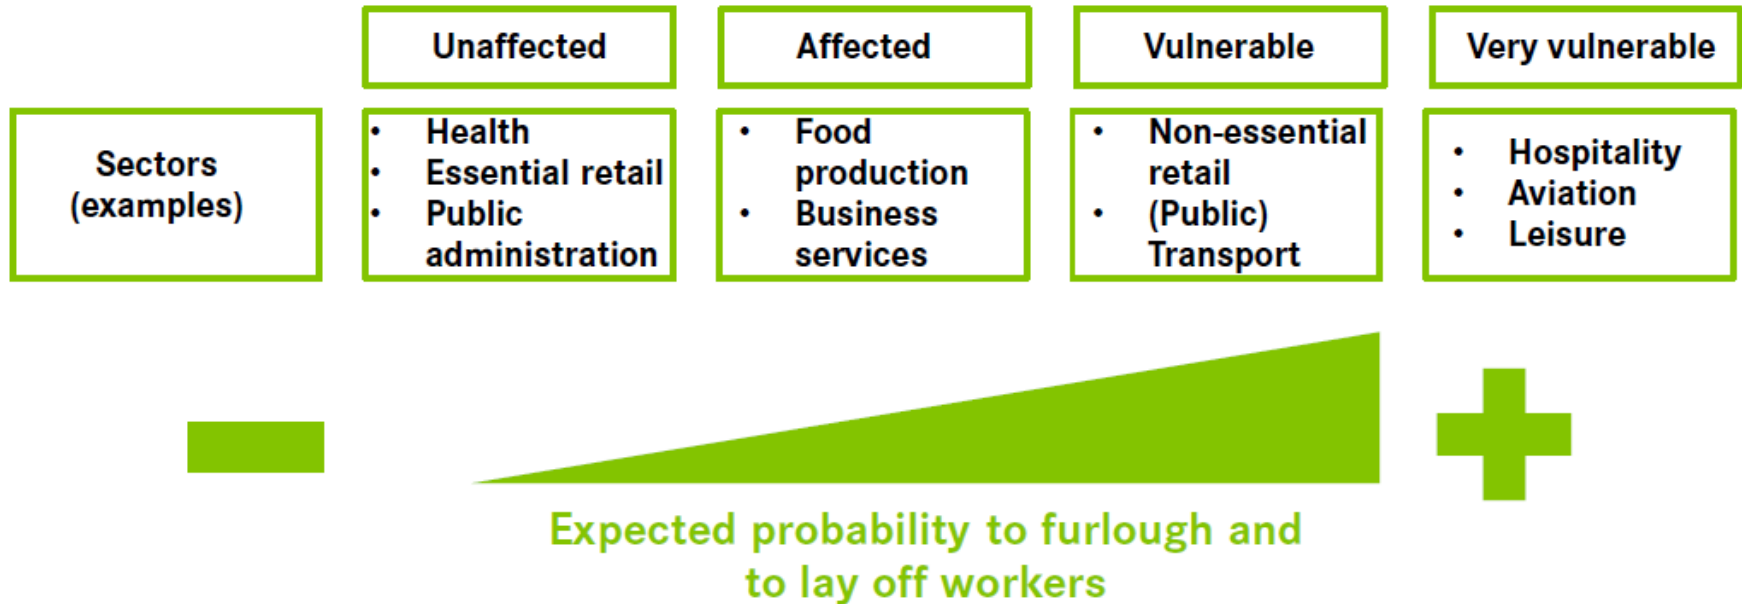 Unaffected
Affected
Vulnerable
Very vulnerable
Sectors
(examples)
• Health
• Essential retail
• Public
administration
• Food
production
• Business
services
• Non-essential
retail
• (Public)
Transport
• Hospitality
• Aviation
• Leisure
Expected probability to furlough and
to lay off workers